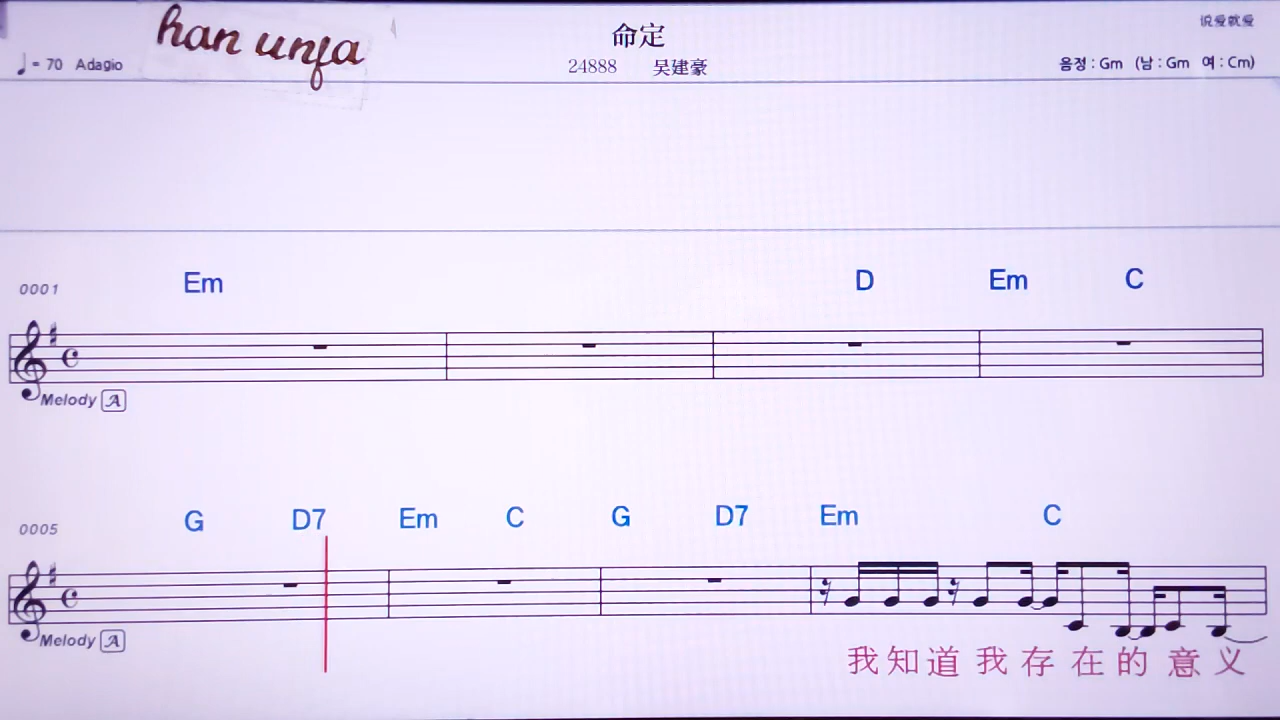 han unfa
命定
说爱就爱
♩= 70 Adagio
24888 吴建豪
음정 : Gm (남 : Gm 여 : Cm)
Em D Em C
0001
Melody A
G D7 Em C G D7 Em C
0005
Melody A
我知道我存在的意义